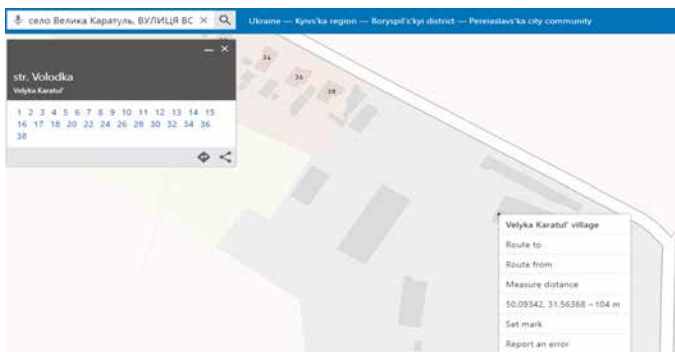 село Велика Каратуль, ВУЛИЦЯ ВС
Ukraine — Kyivs'ka region — Boryspil's'kyi district — Pereiaslavs'ka city community
str. Volodka
Velyka Karatul'
1 2 3 4 5 6 7 8 9 10 11 12 13 14 15
16 17 18 20 22 24 26 28 30 32 34 36
38
34
36
38
Velyka Karatul' village
Route to
Route from
Measure distance
50.09342, 31.56368 ~104 m
Set mark
Report an error